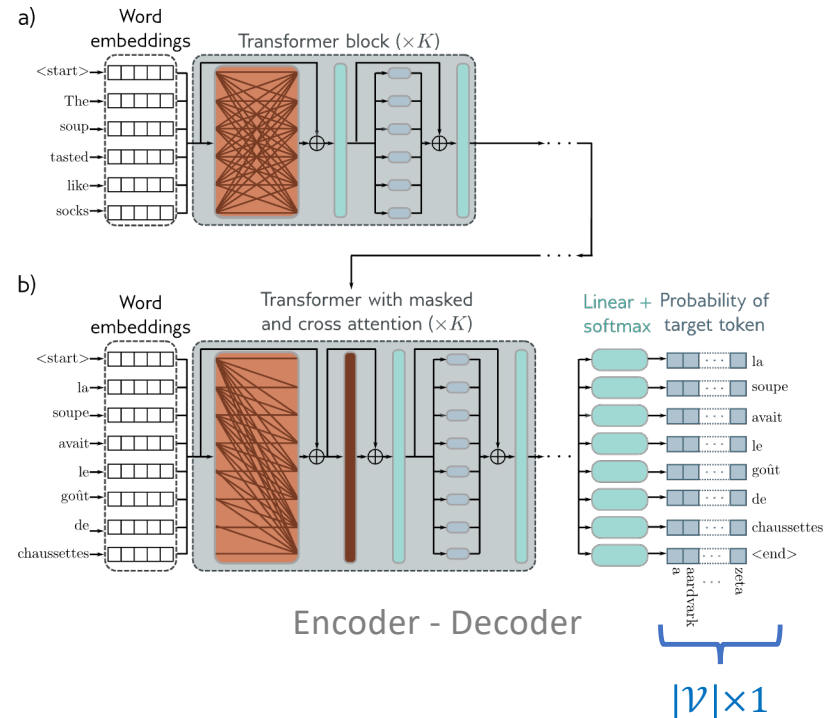 a)
Word
embeddings
Transformer block (×K)
<start>
The
soup
tasted
like
socks
b)
Word
embeddings
Transformer with masked
and cross attention (×K)
Linear +
softmax
Probability of
target token
<start>
la
soupe
avait
le
goût
de
chaussettes
la
soupe
avait
le
goût
de
chaussettes
<end>
a
aardvark
...
zeta
Encoder - Decoder
|𝒱|×1